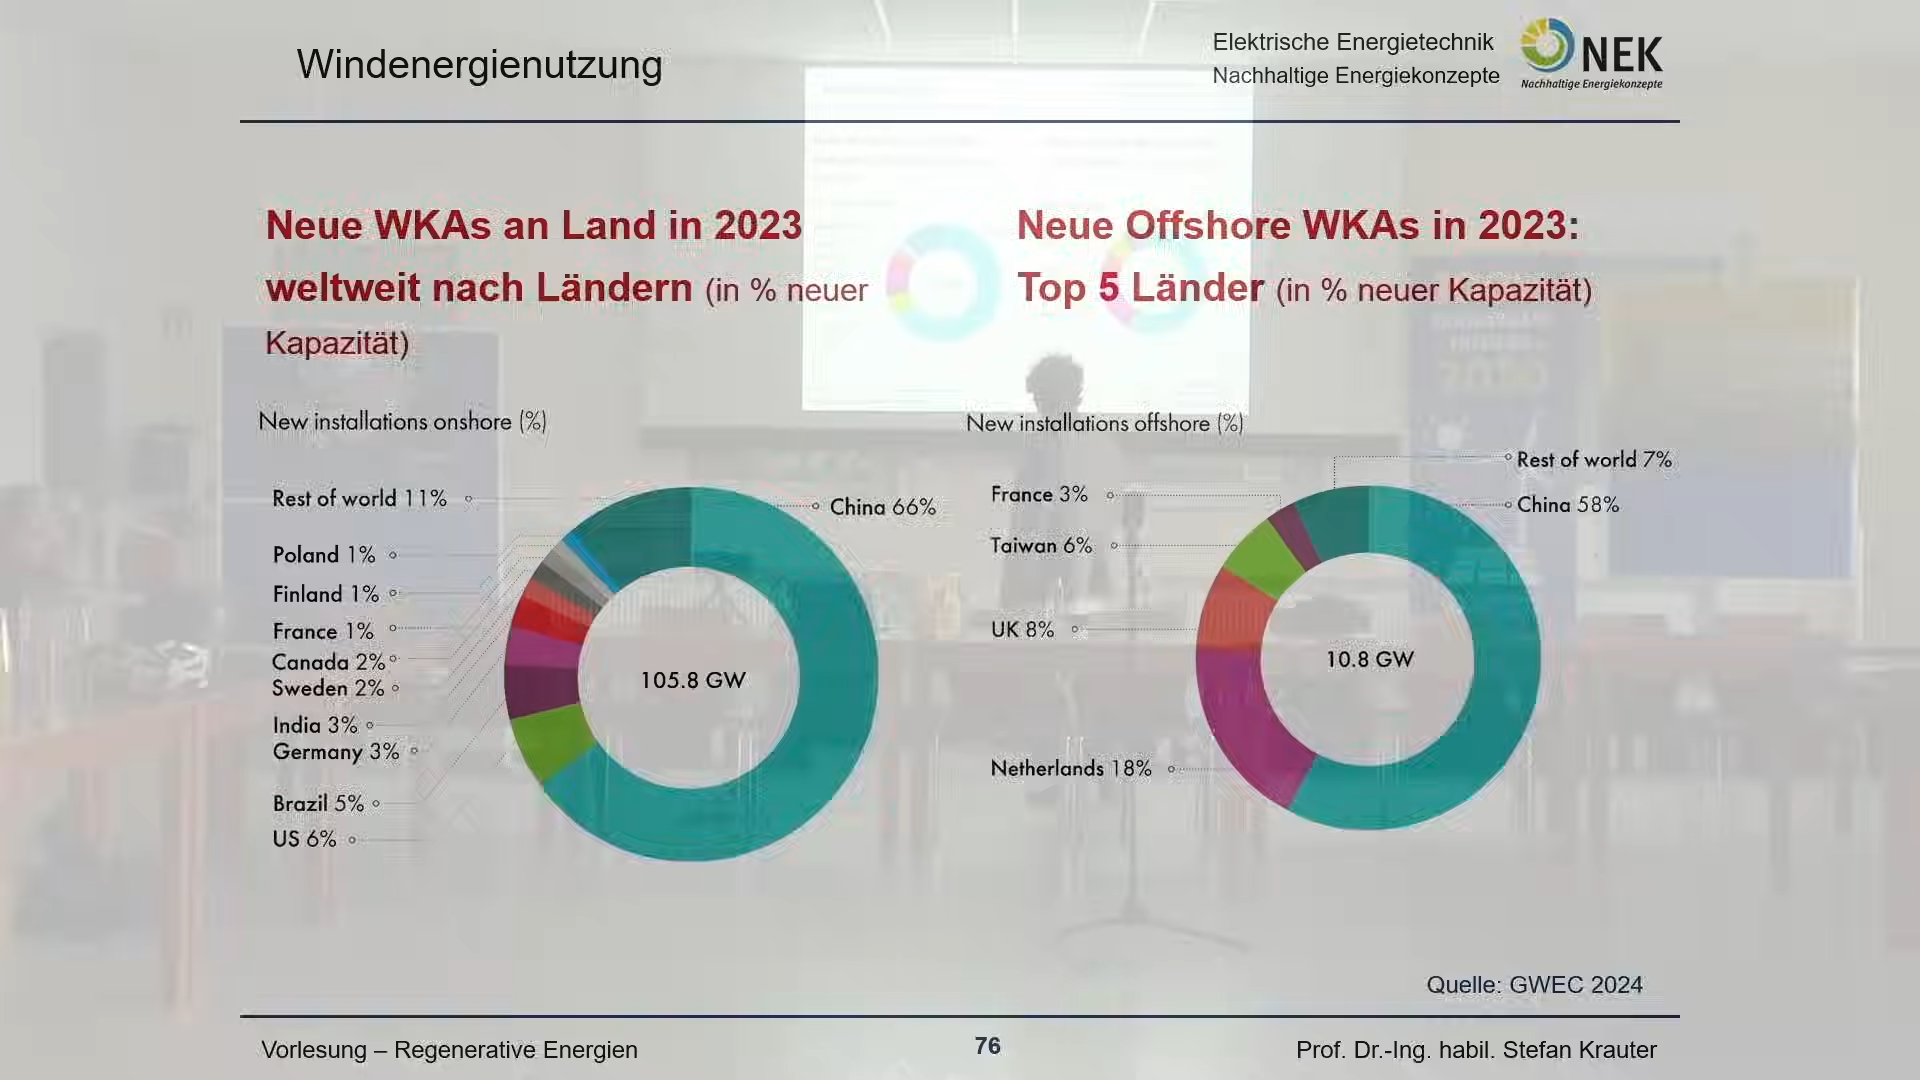 Windenergienutzung
Elektrische Energietechnik
Nachhaltige Energiekonzepte
NEK
Nachhaltige Energiekonzepte
Neue WKAs an Land in 2023
weltweit nach Ländern (in % neuer
Kapazität)
New installations onshore (%)
Rest of world 11%
China 66%
Poland 1%
Finland 1%
France 1%
Canada 2%
Sweden 2%
India 3%
Germany 3%
Brazil 5%
US 6%
105.8 GW
Neue Offshore WKAs in 2023:
Top 5 Länder (in % neuer Kapazität)
New installations offshore (%)
Rest of world 7%
France 3%
China 58%
Taiwan 6%
UK 8%
10.8 GW
Netherlands 18%
Quelle: GWEC 2024
Vorlesung – Regenerative Energien
76
Prof. Dr.-Ing. habil. Stefan Krauter